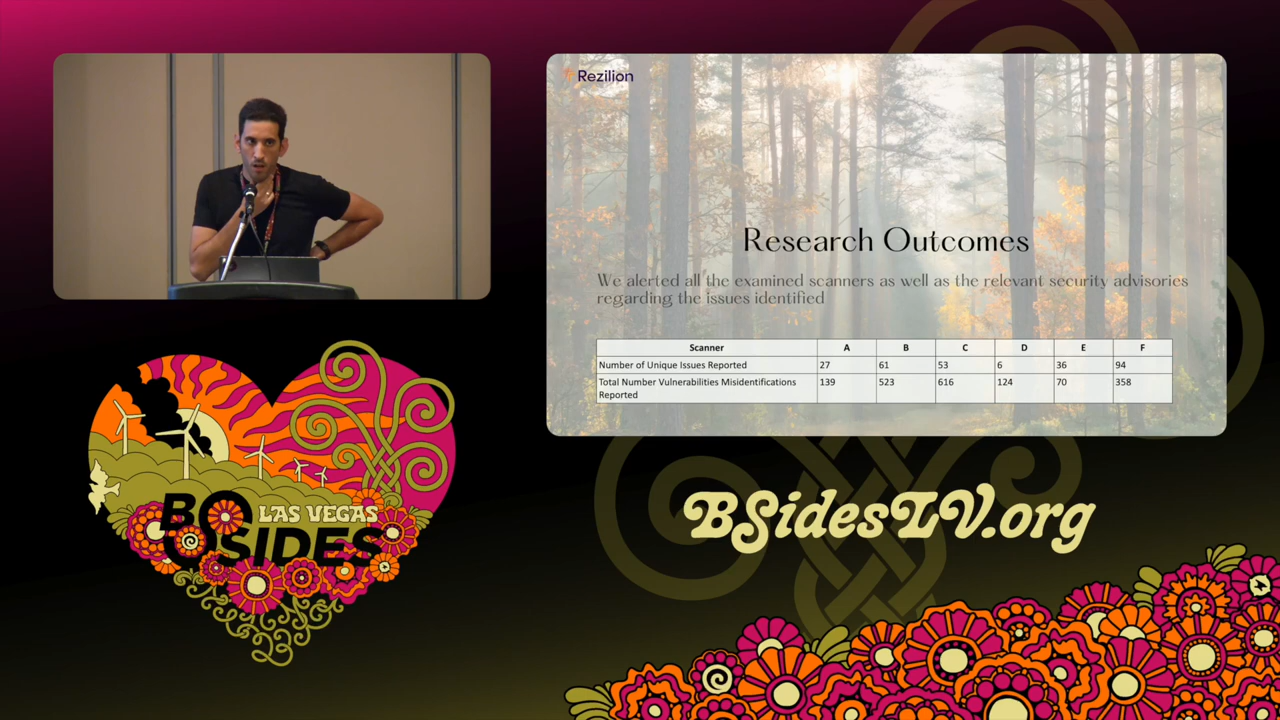 Rezilion
Research Outcomes
We alerted all the examined scanners as well as the relevant security advisories
regarding the issues identified
Scanner A B C D E F
Number of Unique Issues Reported 27 61 53 6 36 94
Total Number Vulnerabilities Misidentifications
Reported 139 523 616 124 70 358
LAS VEGAS
BSIDES
BSidesLV.org